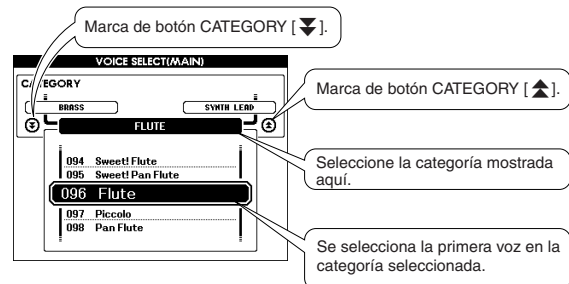 Marca de botón CATEGORY [ ].
VOICE SELECT(MAIN)
CATEGORY
BRASS
SYNTH LEAD
FLUTE
094 Sweet! Flute
095 Sweet! Pan Flute
096 Flute
097 Piccolo
098 Pan Flute
Marca de botón CATEGORY [ ].
Seleccione la categoría mostrada
aquí.
Se selecciona la primera voz en la
categoría seleccionada.